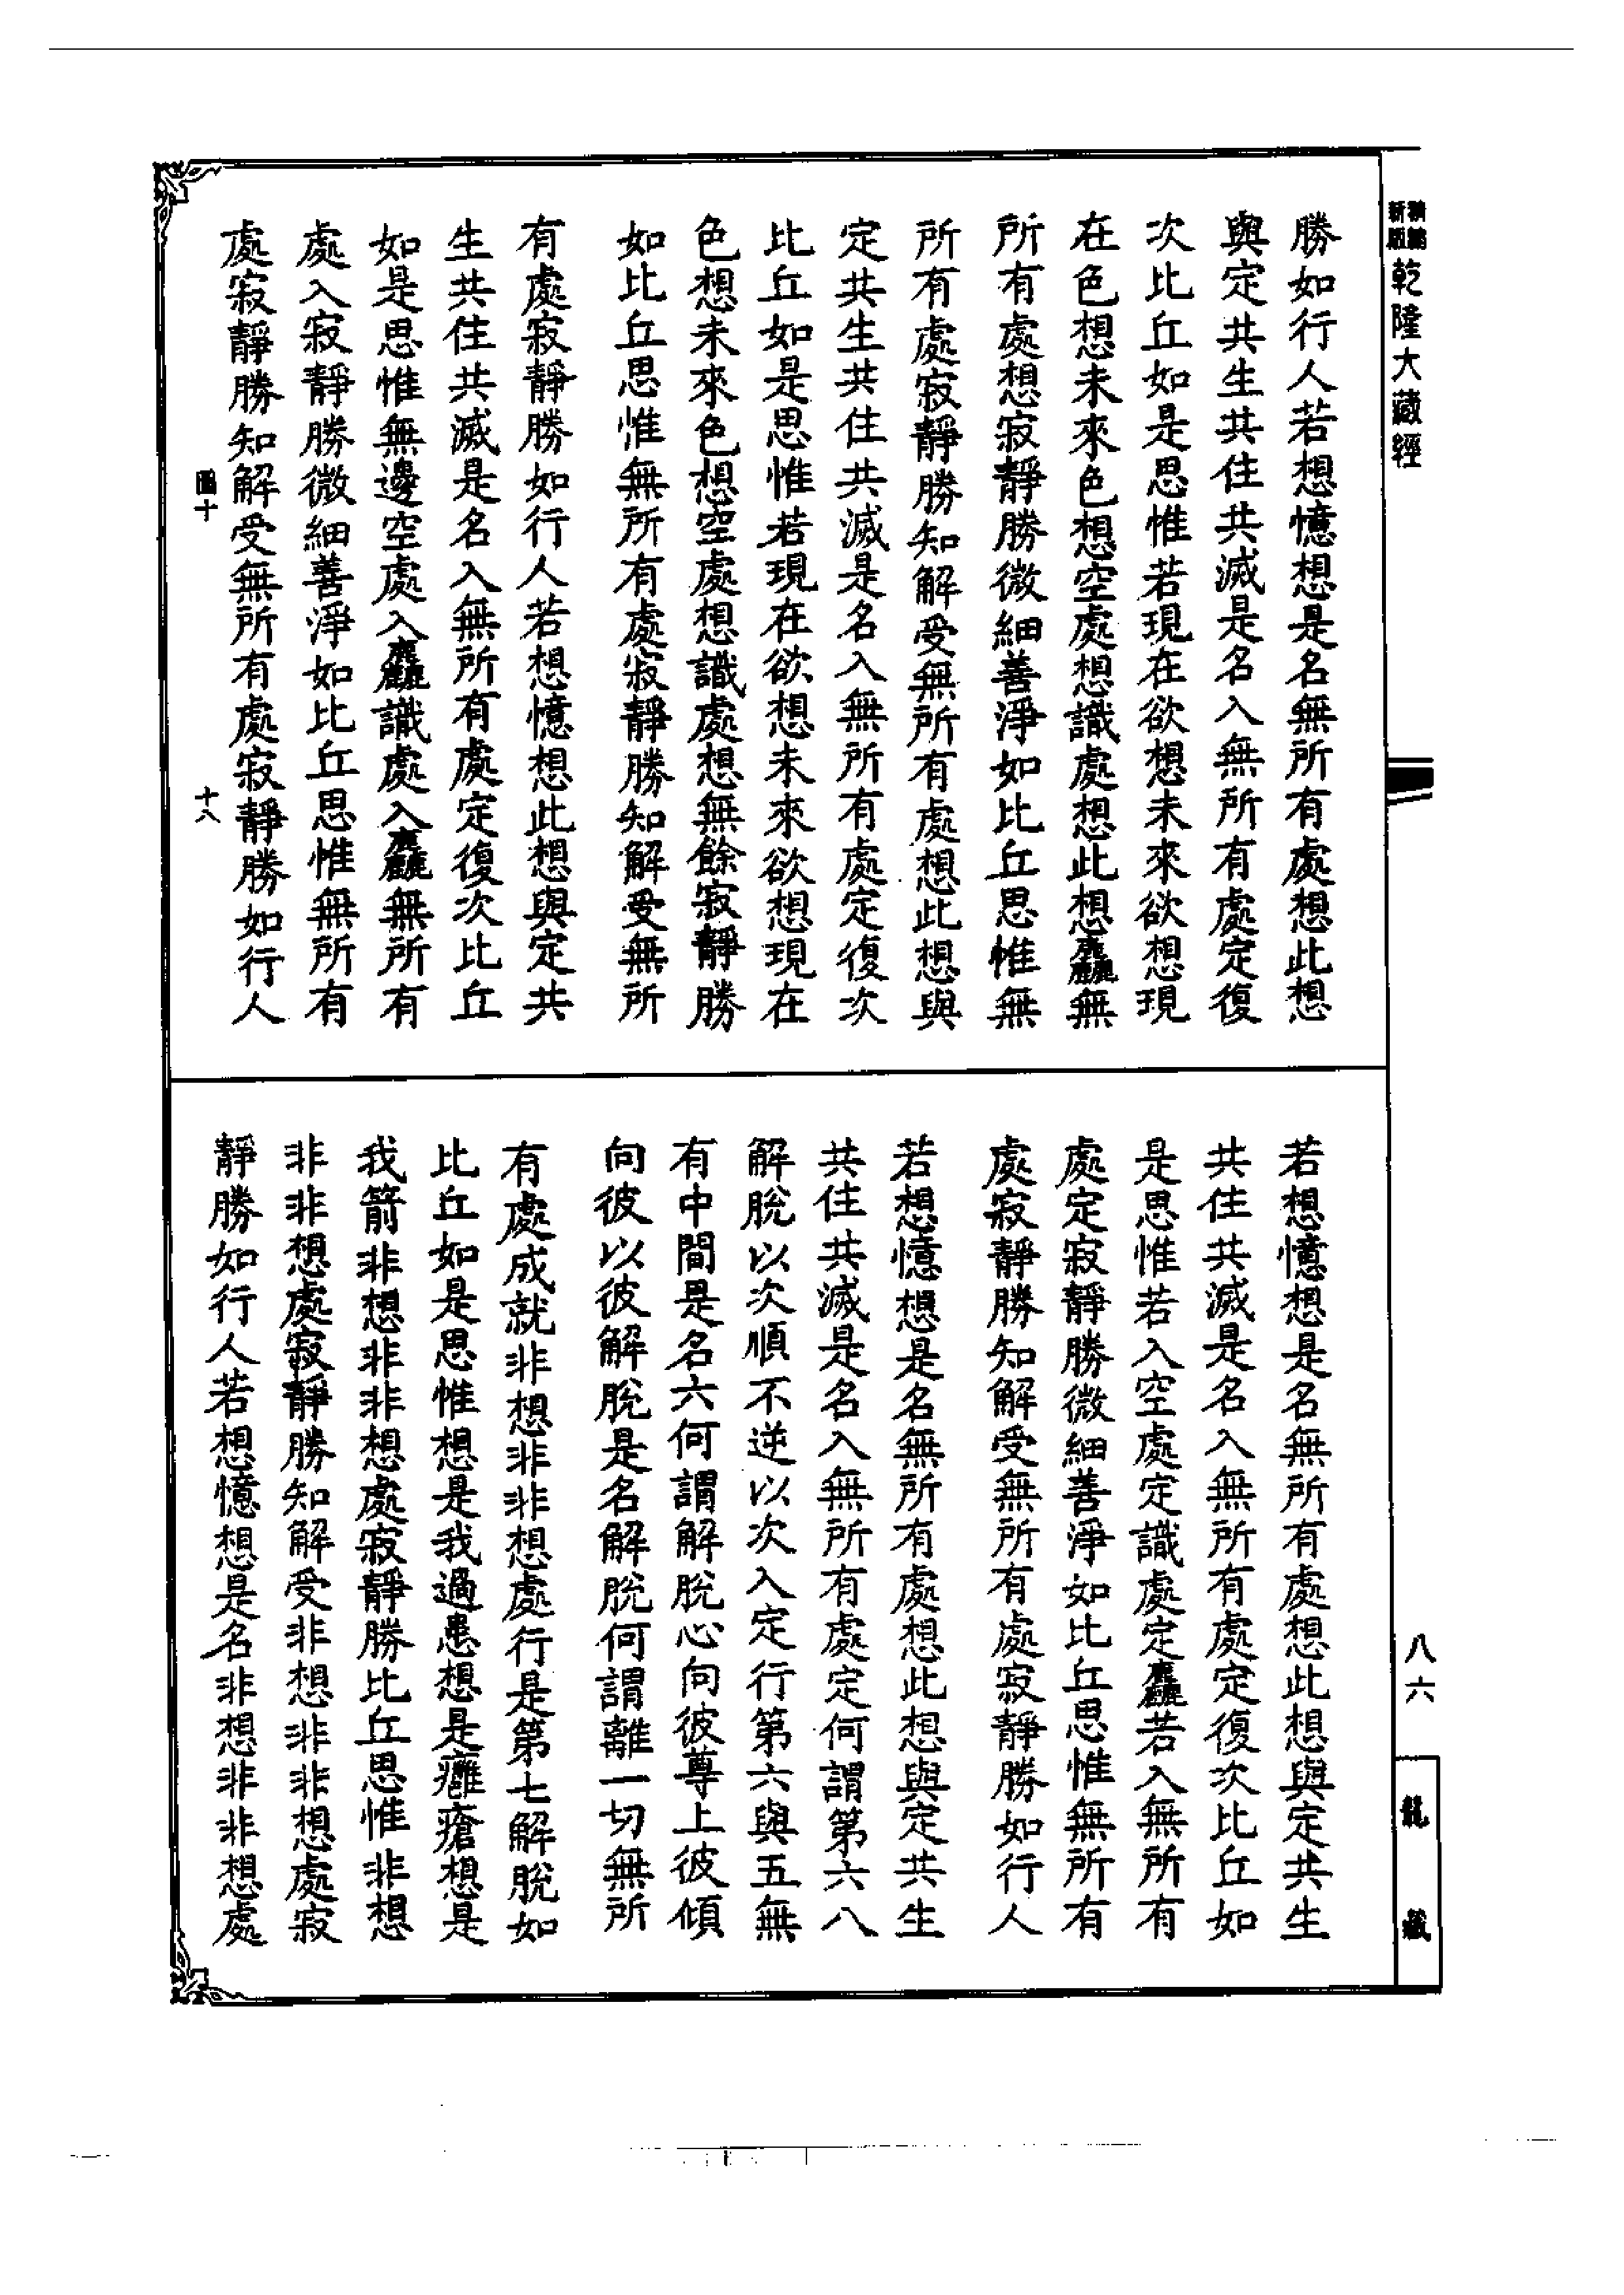 新編縮版
乾隆大藏經
勝如行人若想憶想是名無所有處想此想
與定共生共住共滅是名入無所有處定復
次比丘如是思惟若現在欲想未來欲想現
在色想未來色想空處想識處想此想麤無
所有處想寂靜勝微細善淨如比丘思惟無
所有處寂靜勝知解受無所有處想此想與
定共生共住共滅是名入無所有處定復次
比丘如是思惟若現在欲想未來欲想現在
色想未來色想空處想識處想無餘寂靜勝
如比丘思惟無所有處寂靜勝知解受無所
有處寂靜勝如行人若想憶想此想與定共
生共住共滅是名入無所有處定復次比丘
如是思惟無邊空處入麤識處入麤無所有
處入寂靜勝微細善淨如比丘思惟無所有
處寂靜勝知解受無所有處寂靜勝如行人
圖十
十八
若想憶想是名無所有處想此想與定共生
共住共滅是名入無所有處定復次比丘如
是思惟若入空處定識處定麤若入無所有
處定寂靜勝微細善淨如比丘思惟無所有
處寂靜勝知解受無所有處寂靜勝如行人
若想憶想是名無所有處想此想與定共生
共住共滅是名入無所有處定何謂第六八
解脫以次順不逆以次入定行第六與五無
有中間是名六何謂解脫心向彼尊上彼傾
向彼以彼解脫是名解脫何謂離一切無所
有處成就非想非非想處行是第七解脫如
比丘如是思惟想是我過患想是癰瘡想是
我箭非想非非想處寂靜勝比丘思惟非想
非非想處寂靜勝知解受非想非非想處寂
靜勝如行人若想憶想是名非想非非想處
八六
龍藏